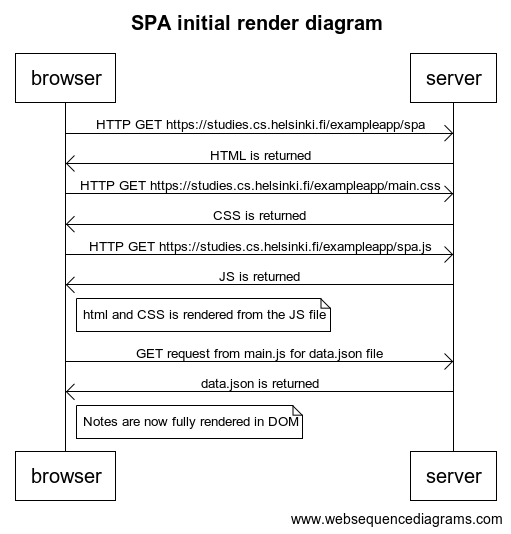 SPA initial render diagram
browser server
HTTP GET https://studies.cs.helsinki.fi/exampleapp/spa
HTML is returned
HTTP GET https://studies.cs.helsinki.fi/exampleapp/main.css
CSS is returned
HTTP GET https://studies.cs.helsinki.fi/exampleapp/spa.js
JS is returned
html and CSS is rendered from the JS file
GET request from main.js for data.json file
data.json is returned
Notes are now fully rendered in DOM
browser server
www.websequencediagrams.com